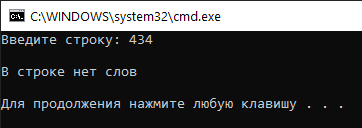 C:\WINDOWS\system32\cmd.exe
Введите строку: 434
В строке нет слов
Для продолжения нажмите любую клавишу . . .